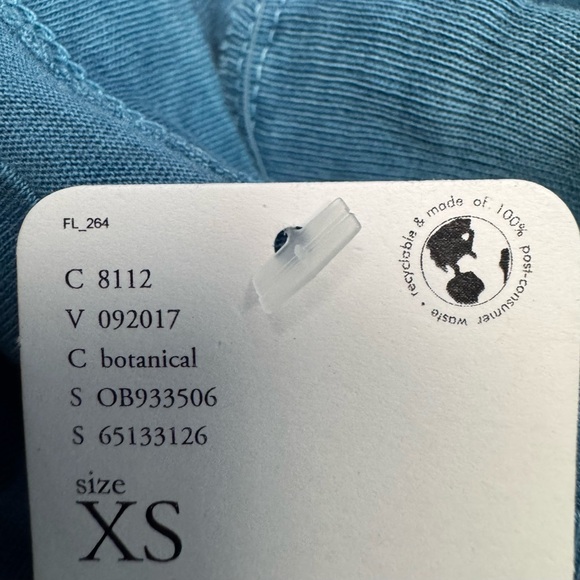 FL_264
C 8112
V 092017
C botanical
S OB933506
S 65133126
size
XS
• recyclable & made of 100% post-consumer waste